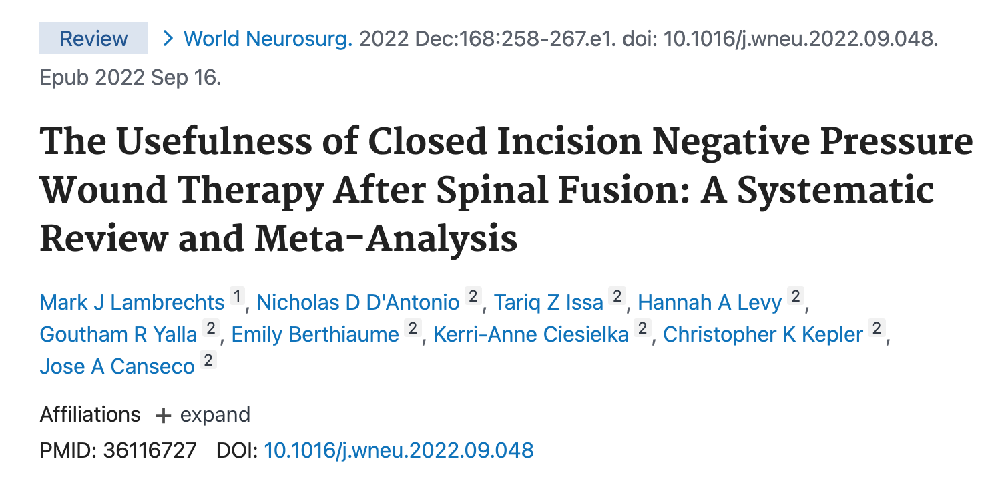 Review > World Neurosurg. 2022 Dec:168:258-267.e1. doi: 10.1016/j.wneu.2022.09.048.
Epub 2022 Sep 16.
The Usefulness of Closed Incision Negative Pressure
Wound Therapy After Spinal Fusion: A Systematic
Review and Meta-Analysis
Mark J Lambrechts 1, Nicholas D D'Antonio 2, Tariq Z Issa 2, Hannah A Levy 2,
Goutham R Yalla 2, Emily Berthiaume 2, Kerri-Anne Ciesielka 2, Christopher K Kepler 2,
Jose A Canseco 2
Affiliations + expand
PMID: 36116727 DOI: 10.1016/j.wneu.2022.09.048